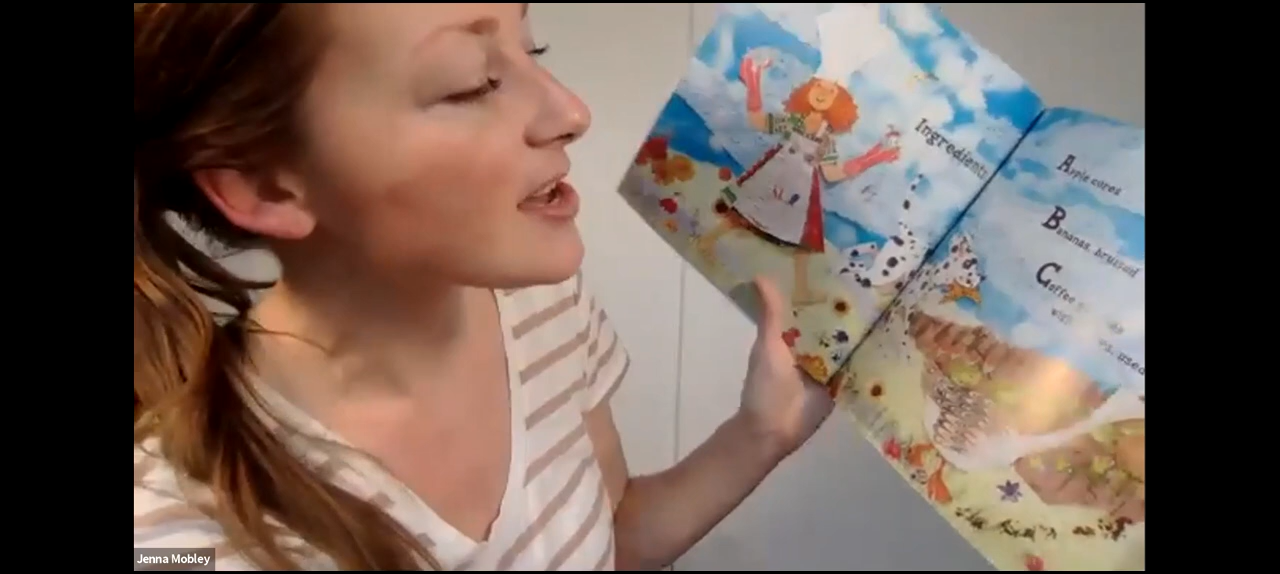 Ingredients
Apple cores
Bananas, bruised
Coffee
used
Jenna Mobley